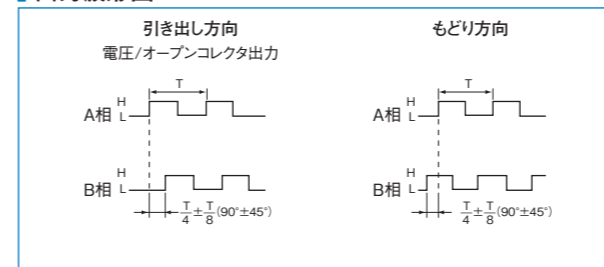 引き出し方向
電圧/オープンコレクタ出力
T
A相 H L
B相 H L
T/4±T/8(90°±45°)
もどり方向
T
A相 H L
B相 H L
T/4±T/8(90°±45°)